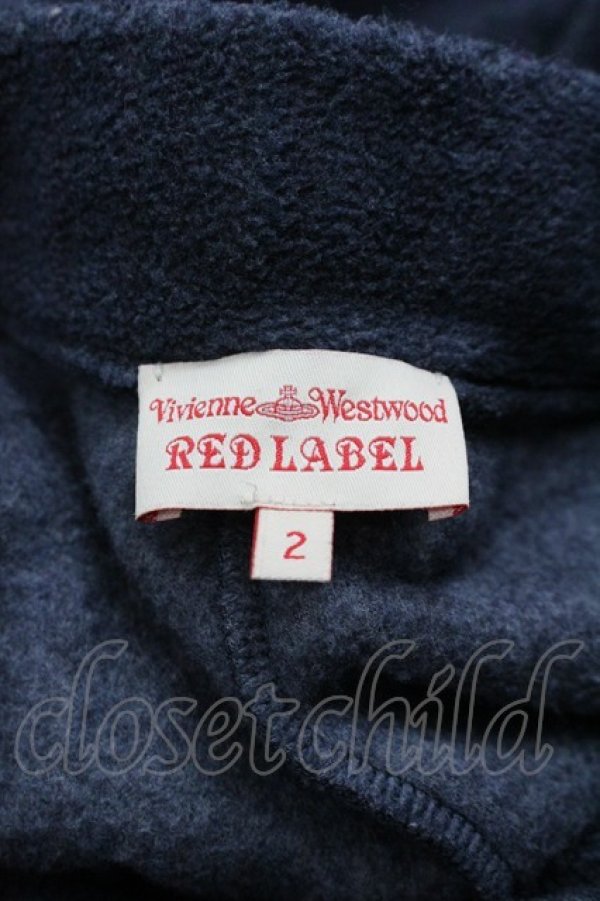 Vivienne Westwood
RED LABEL
2
closetchild